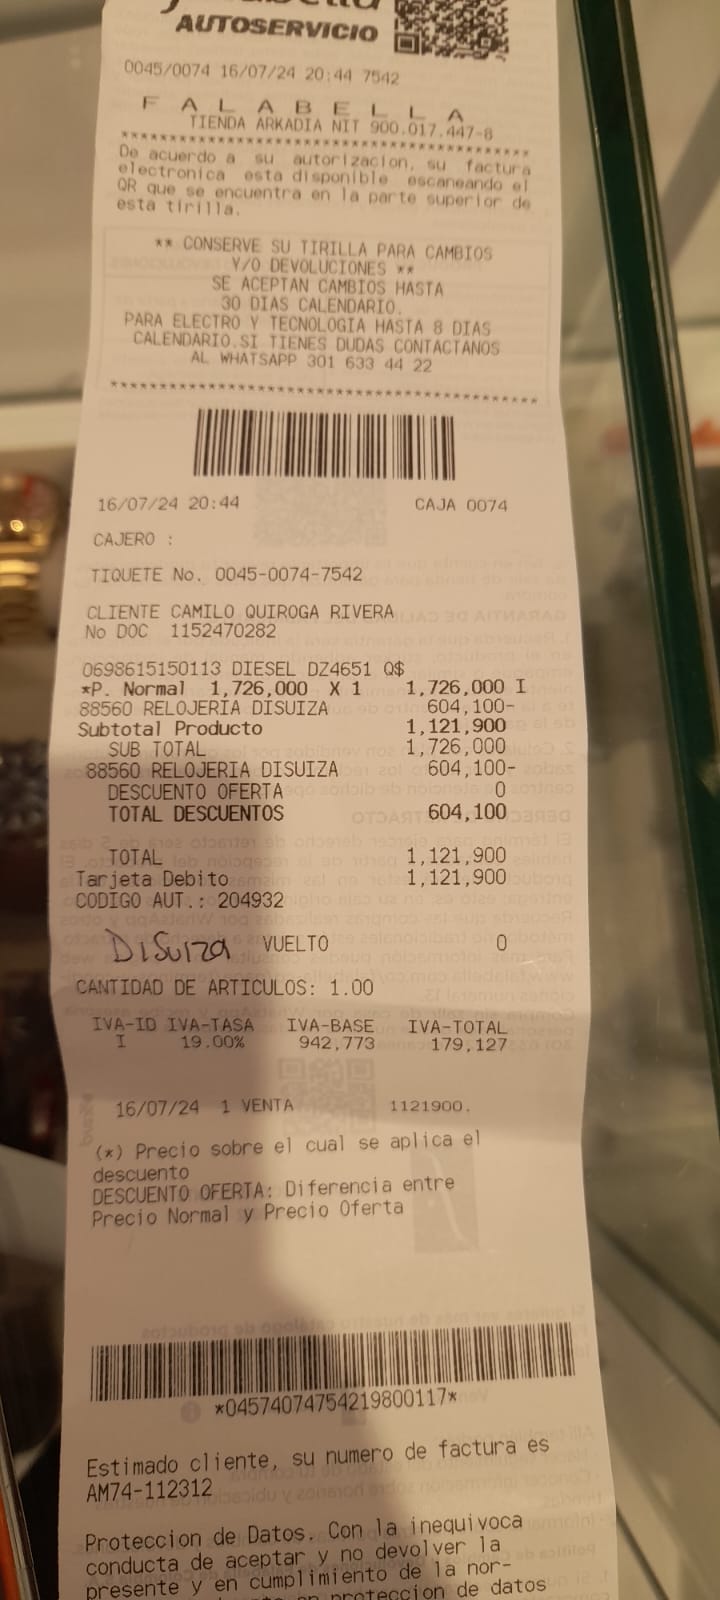 AUTOSERVICIO
0045/0074 16/07/24 20:44 7542
F A L A B E L L A
TIENDA ARKADIA NIT 900.017.447-8
De acuerdo a su autorizacion, su factura
electronica esta disponible escaneando el
QR que se encuentra en la parte superior de
esta tirilla.
** CONSERVE SU TIRILLA PARA CAMBIOS
Y/O DEVOLUCIONES **
SE ACEPTAN CAMBIOS HASTA
30 DIAS CALENDARIO.
PARA ELECTRO Y TECNOLOGIA HASTA 8 DIAS
CALENDARIO.SI TIENES DUDAS CONTACTANOS
AL WHATSAPP 301 633 44 22
16/07/24 20:44 CAJA 0074
CAJERO :
TIQUETE No. 0045-0074-7542
CLIENTE CAMILO QUIROGA RIVERA
No DOC 1152470282
0698615150113 DIESEL DZ4651 Q$
*P. Normal 1,726,000 X 1 1,726,000 I
88560 RELOJERIA DISUIZA 604,100-
Subtotal Producto 1,121,900
SUB TOTAL 1,726,000
88560 RELOJERIA DISUIZA 604,100-
DESCUENTO OFERTA 0
TOTAL DESCUENTOS 604,100
TOTAL 1,121,900
Tarjeta Debito 1,121,900
CODIGO AUT.: 204932
DISUIZA VUELTO 0
CANTIDAD DE ARTICULOS: 1.00
IVA-ID IVA-TASA IVA-BASE IVA-TOTAL
I 19.00% 942,773 179,127
16/07/24 1 VENTA 1121900.
(*) Precio sobre el cual se aplica el
descuento
DESCUENTO OFERTA: Diferencia entre
Precio Normal y Precio Oferta
*04574074754219800117*
Estimado cliente, su numero de factura es
AM74-112312
Proteccion de Datos. Con la inequivoca
conducta de aceptar y no devolver la
presente y en cumplimiento de la nor-
proteccion de datos